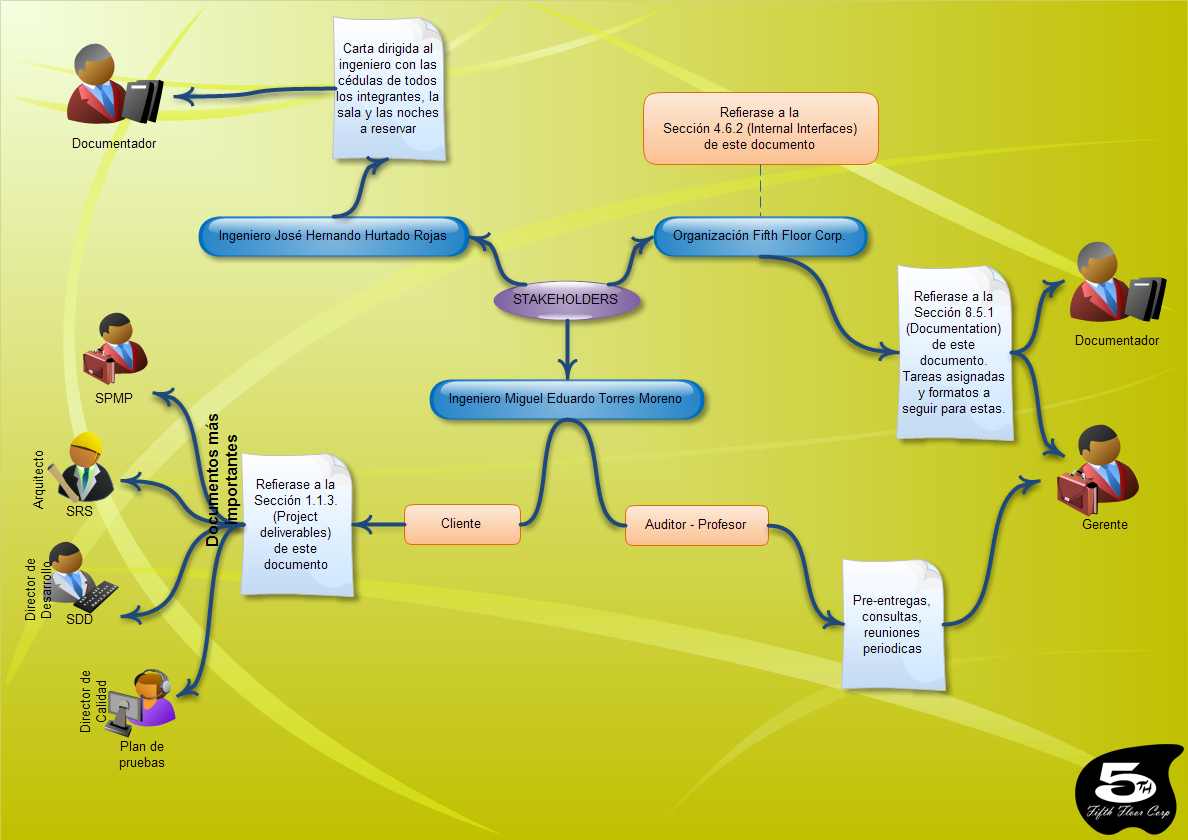 Carta dirigida al
ingeniero con las
cédulas de todos
los integrantes, la
sala y las noches
a reservar
Documentador
Refierase a la
Sección 4.6.2 (Internal Interfaces)
de este documento
Ingeniero José Hernando Hurtado Rojas
Organización Fifth Floor Corp.
STAKEHOLDERS
Refierase a la
Sección 8.5.1
(Documentation)
de este
documento.
Tareas asignadas
y formatos a
seguir para estas.
Documentador
Ingeniero Miguel Eduardo Torres Moreno
SPMP
Documentos más
importantes
Arquitecto
SRS
Refierase a la
Sección 1.1.3.
(Project
deliverables)
de este
documento
Cliente
Auditor - Profesor
Gerente
Director de
Desarrollo
SDD
Pre-entregas,
consultas,
reuniones
periodicas
Director de
Calidad
Plan de
pruebas
5TH
Fifth Floor Corp